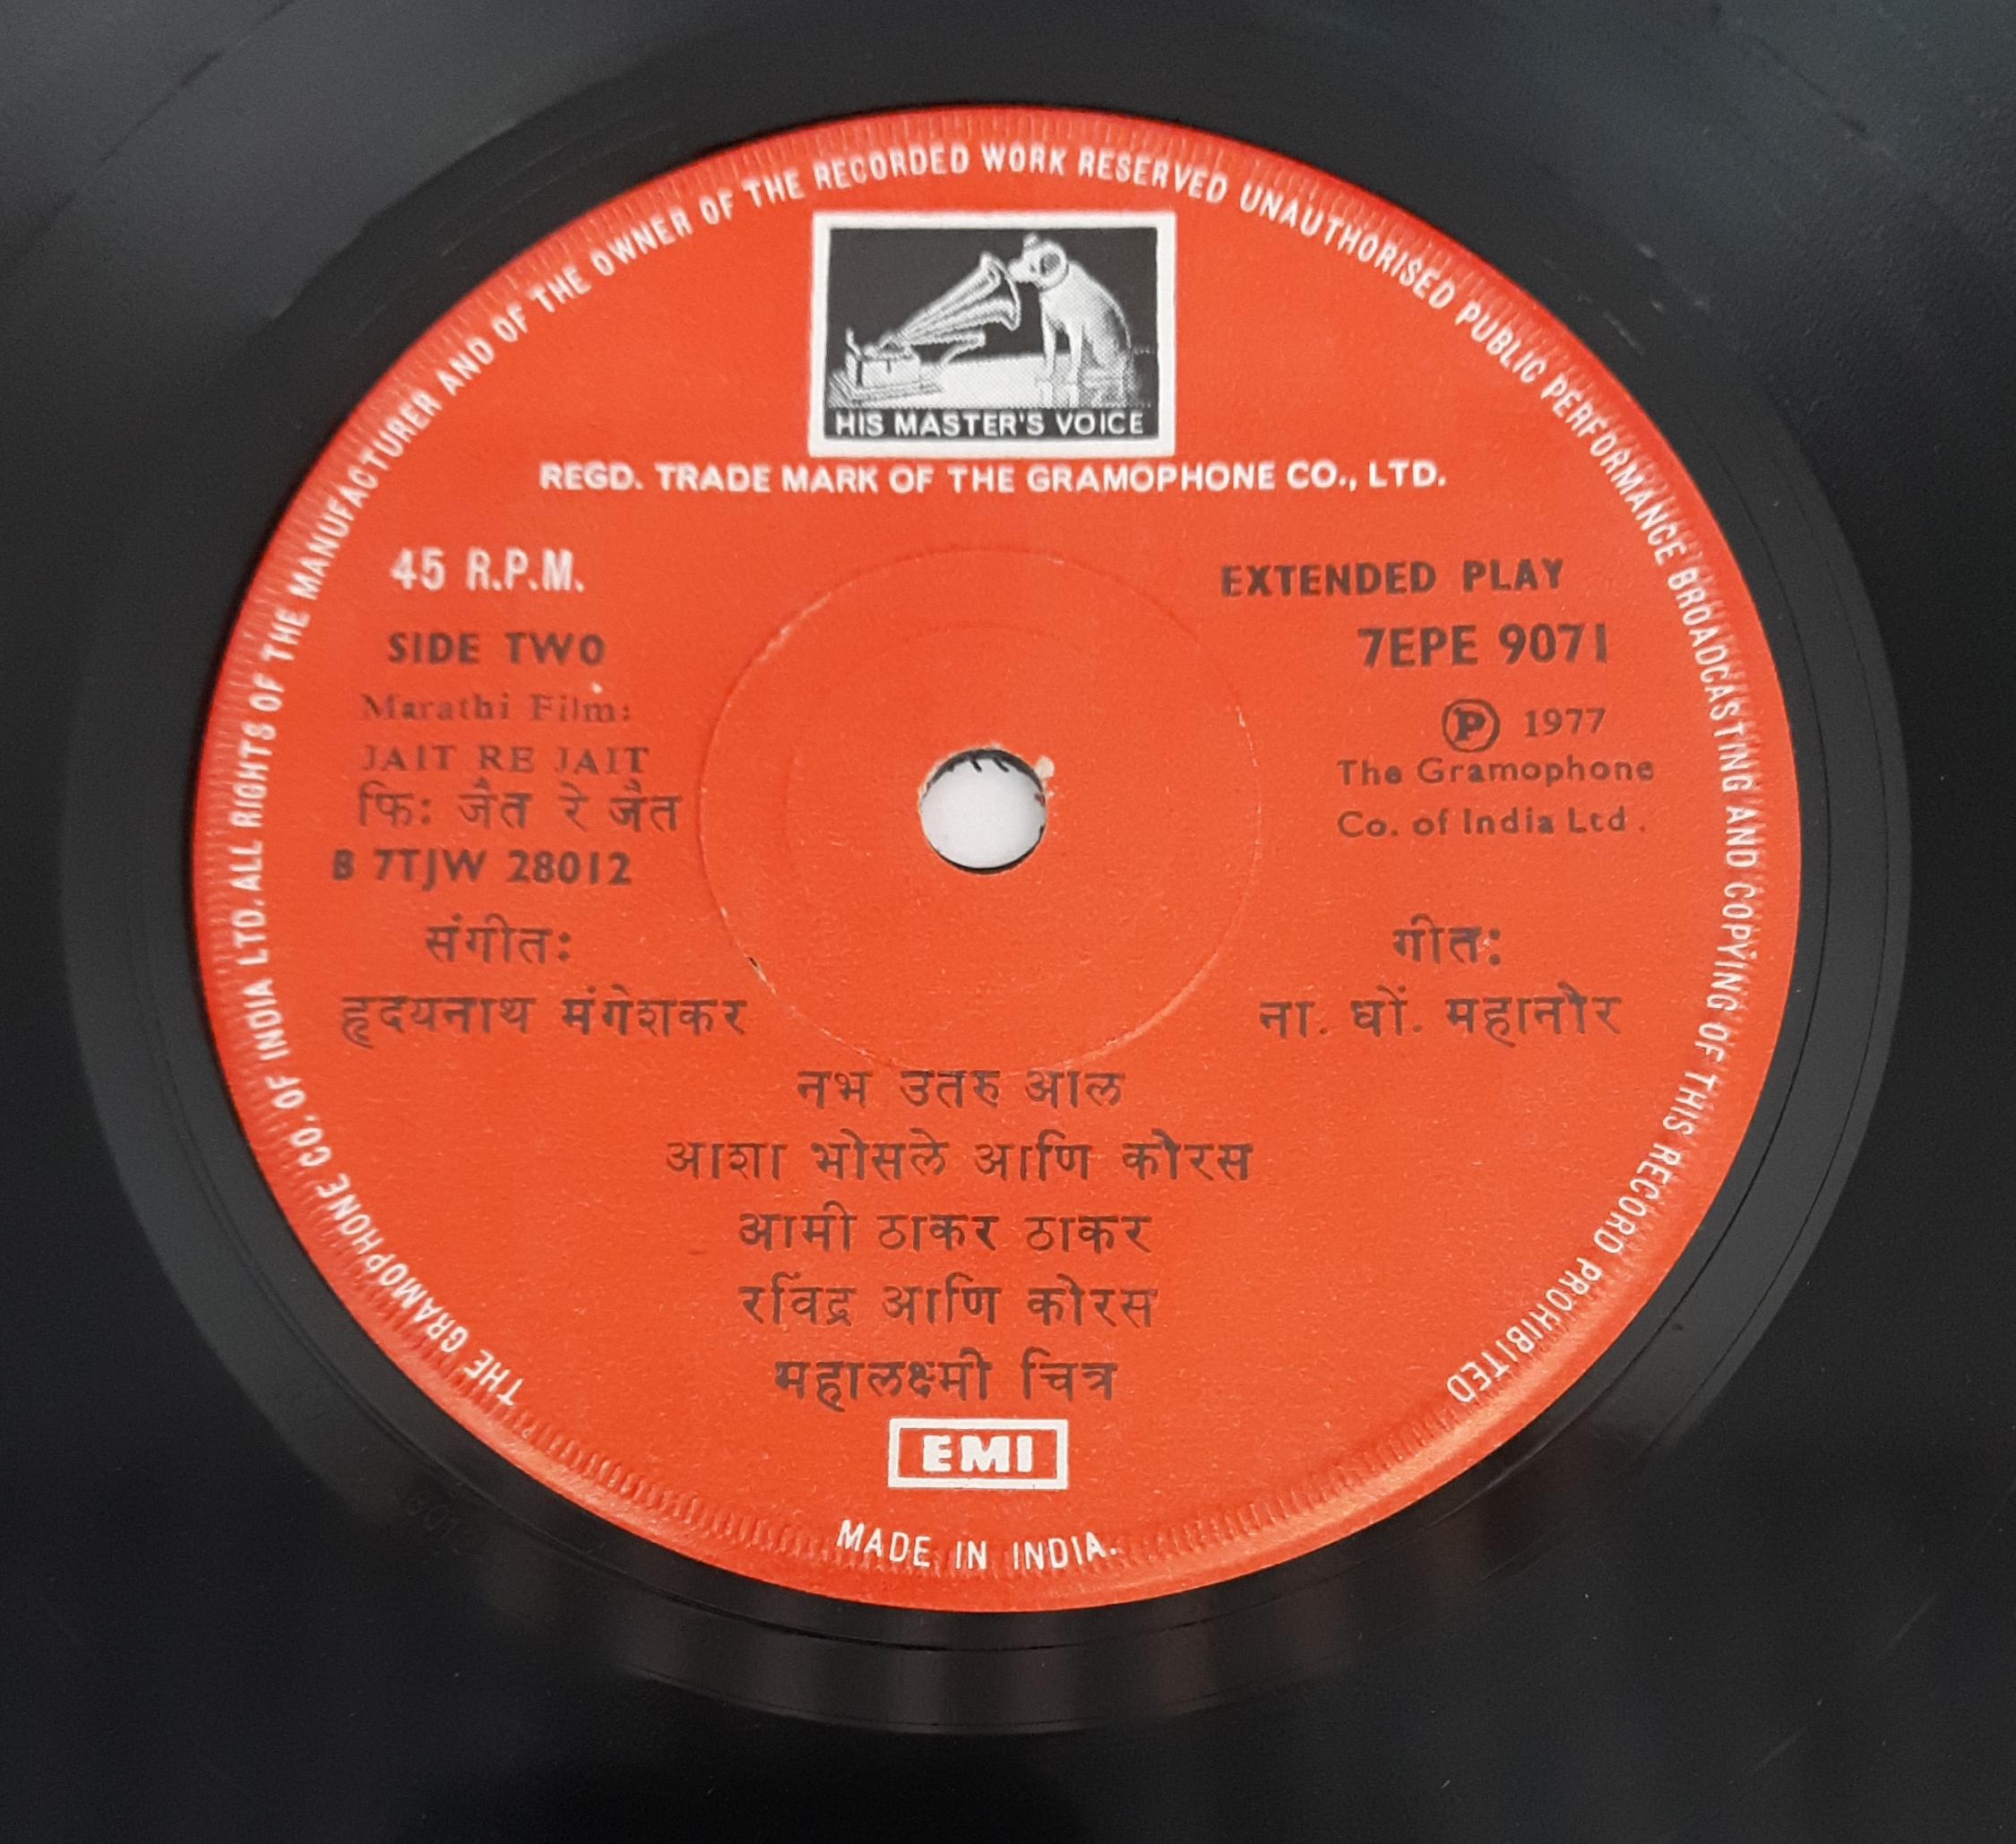 THE GRAMOPHONE CO. OF INDIA LTD. ALL RIGHTS OF THE MANUFACTURER AND OF THE OWNER OF THE RECORDED WORK RESERVED UNAUTHORISED PUBLIC PERFORMANCE BROADCASTING AND COPYING OF THIS RECORD PROHIBITED
HIS MASTER'S VOICE
REGD. TRADE MARK OF THE GRAMOPHONE CO., LTD.
45 R.P.M.
SIDE TWO
Marathi Film:
JAIT RE JAIT
फि: जैत रे जैत
B 7TJW 28012
EXTENDED PLAY
7EPE 9071
Ⓟ 1977
The Gramophone
Co. of India Ltd.
संगीत:
हृदयनाथ मंगेशकर
गीत:
ना. घों. महानोर
नभ उतरु आल
आशा भोसले आणि कोरस
आमी ठाकर ठाकर
रविंद्र आणि कोरस
महालक्ष्मी चित्र
EMI
MADE IN INDIA.